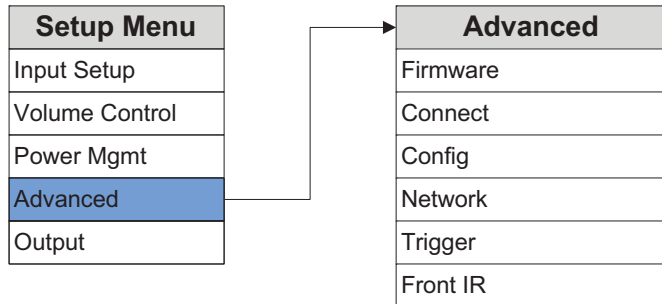 Setup Menu
Input Setup
Volume Control
Power Mgmt
Advanced
Output
Advanced
Firmware
Connect
Config
Network
Trigger
Front IR